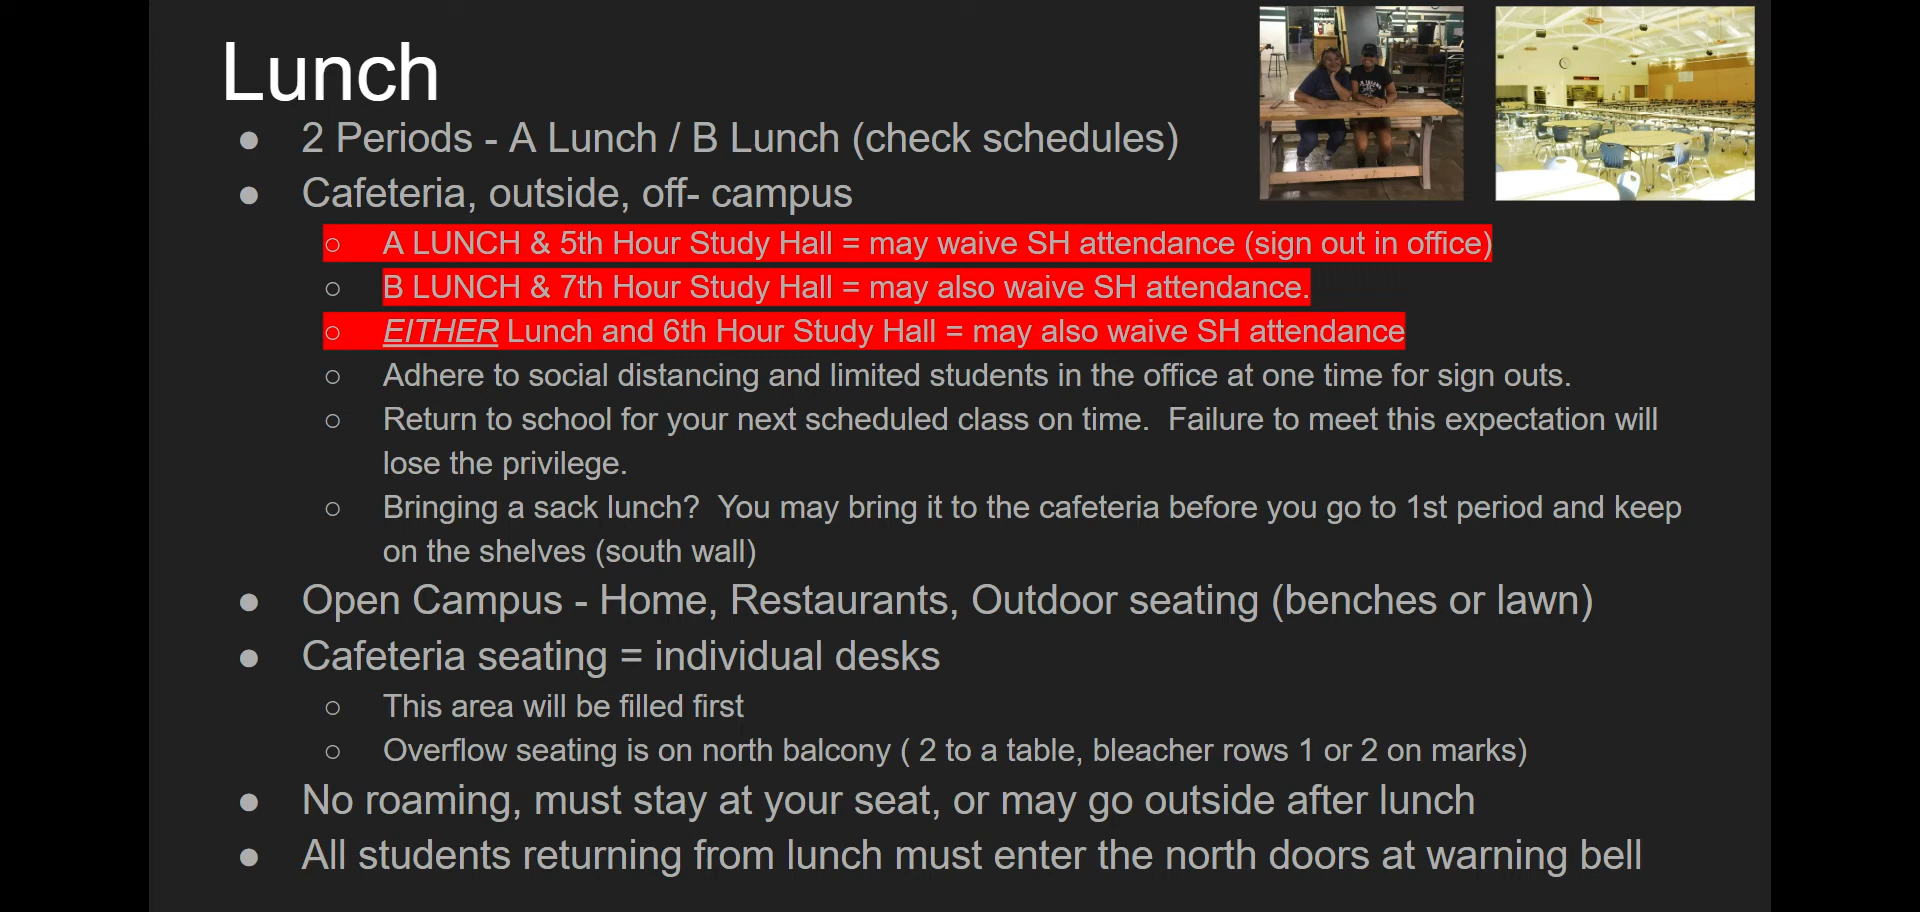 Lunch
● 2 Periods - A Lunch / B Lunch (check schedules)
● Cafeteria, outside, off- campus
○ A LUNCH & 5th Hour Study Hall = may waive SH attendance (sign out in office)
○ B LUNCH & 7th Hour Study Hall = may also waive SH attendance.
○ EITHER Lunch and 6th Hour Study Hall = may also waive SH attendance
○ Adhere to social distancing and limited students in the office at one time for sign outs.
○ Return to school for your next scheduled class on time.  Failure to meet this expectation will
lose the privilege.
○ Bringing a sack lunch?  You may bring it to the cafeteria before you go to 1st period and keep
on the shelves (south wall)
● Open Campus - Home, Restaurants, Outdoor seating (benches or lawn)
● Cafeteria seating = individual desks
○ This area will be filled first
○ Overflow seating is on north balcony ( 2 to a table, bleacher rows 1 or 2 on marks)
● No roaming, must stay at your seat, or may go outside after lunch
● All students returning from lunch must enter the north doors at warning bell